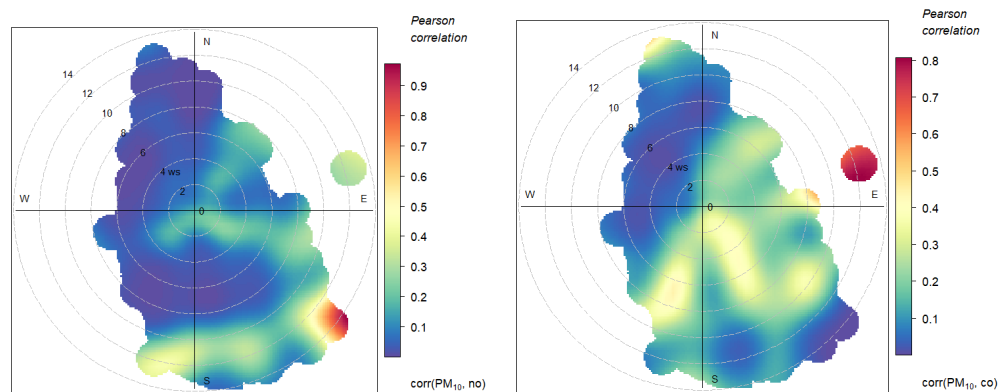 Pearson
correlation
N
14
12
10
8
6
4 ws
2
0
W
E
S
0.9
0.8
0.7
0.6
0.5
0.4
0.3
0.2
0.1
corr(PM10, no)
Pearson
correlation
N
14
12
10
8
6
4 ws
2
0
W
E
S
0.8
0.7
0.6
0.5
0.4
0.3
0.2
0.1
corr(PM10, co)